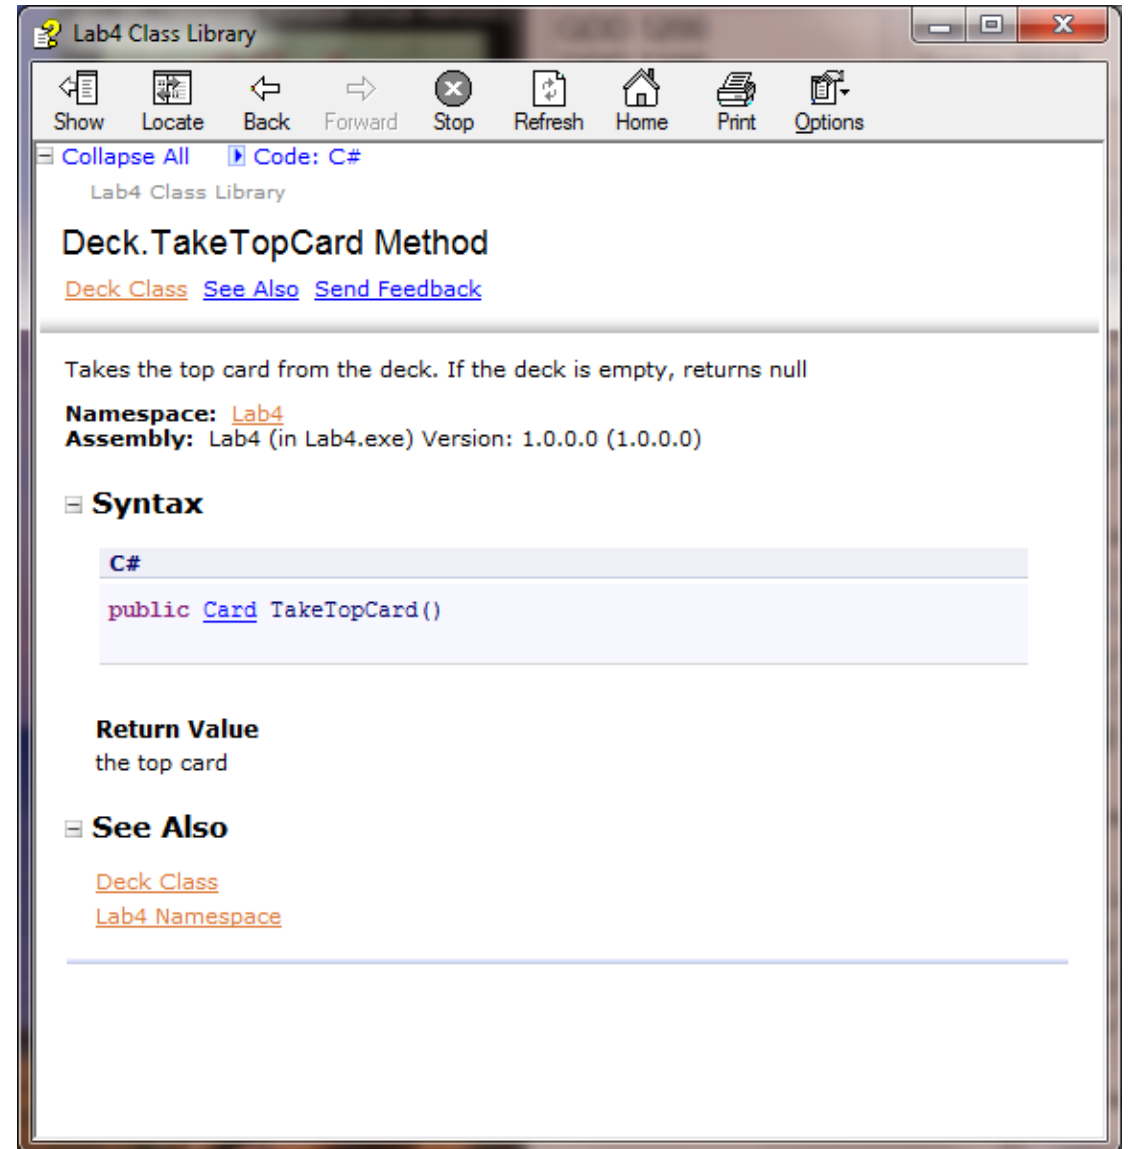 Lab4 Class Library
Show Locate Back Forward Stop Refresh Home Print Options
Collapse All Code: C#
Lab4 Class Library
Deck.TakeTopCard Method
Deck Class See Also Send Feedback
Takes the top card from the deck. If the deck is empty, returns null
Namespace: Lab4
Assembly: Lab4 (in Lab4.exe) Version: 1.0.0.0 (1.0.0.0)
Syntax
C#
public Card TakeTopCard()
Return Value
the top card
See Also
Deck Class
Lab4 Namespace